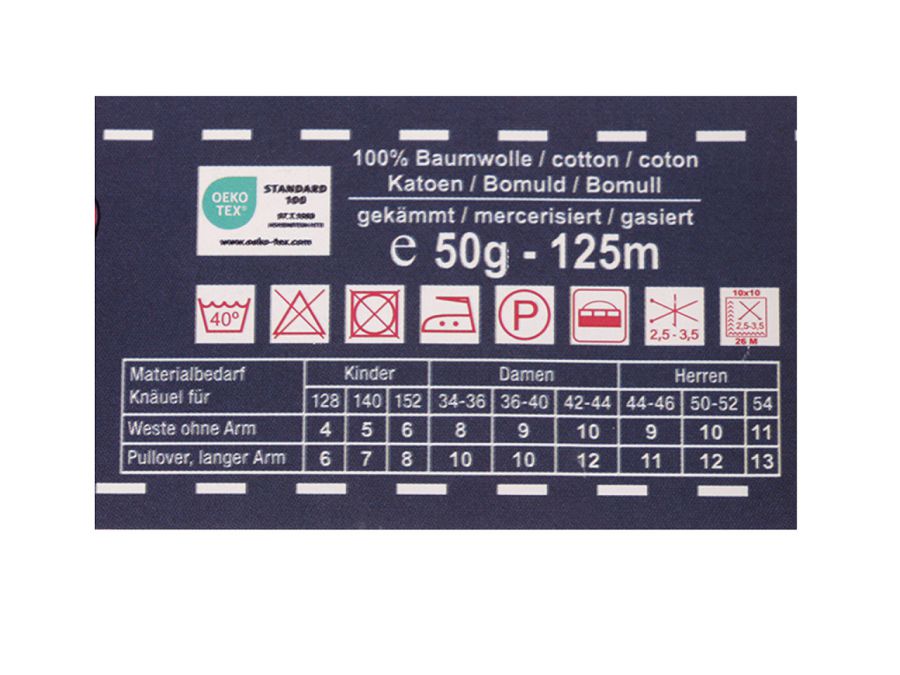 100% Baumwolle / cotton / coton
Katoen / Bomuld / Bomull
gekämmt / mercerisiert / gasiert
℮ 50g - 125m
OEKO
TEX®
STANDARD
100
www.oeko-tex.com
40°
P
2,5 - 3,5
10x10
2,5-3,5
26 M
Materialbedarf Kinder Damen Herren
Knäuel für 128 140 152 34-36 36-40 42-44 44-46 50-52 54
Weste ohne Arm 4 5 6 8 9 10 9 10 11
Pullover, langer Arm 6 7 8 10 10 12 11 12 13